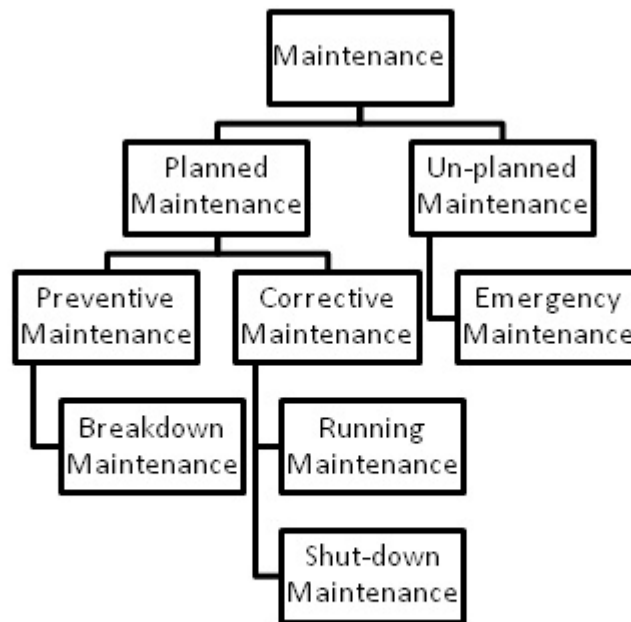 Maintenance
Planned
Maintenance
Un-planned
Maintenance
Preventive
Maintenance
Corrective
Maintenance
Emergency
Maintenance
Breakdown
Maintenance
Running
Maintenance
Shut-down
Maintenance